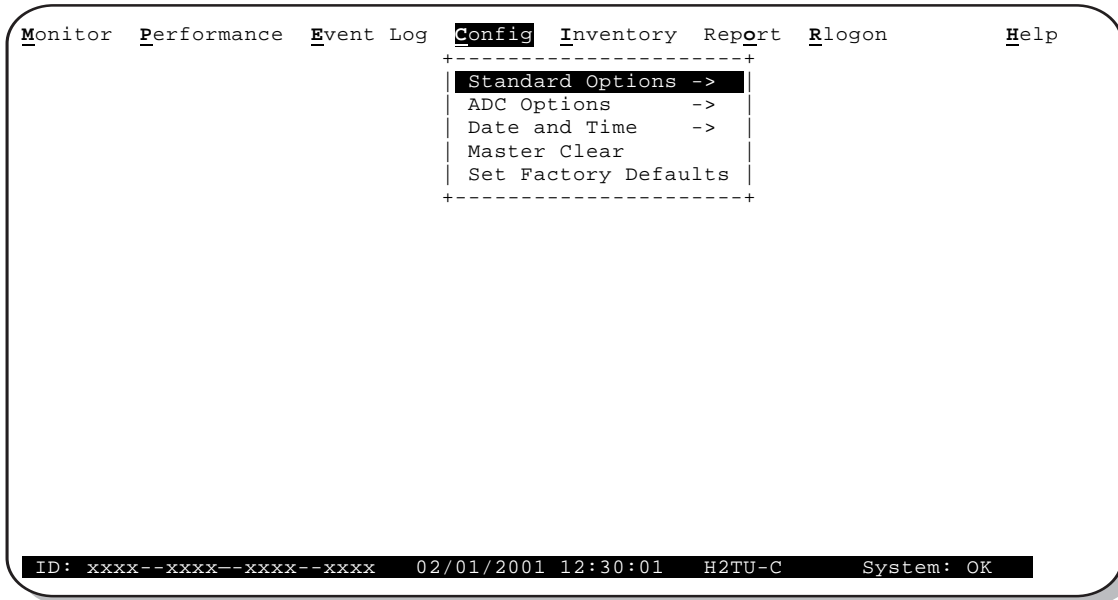 Monitor  Performance  Event Log  Config  Inventory  Report  Rlogon  Help
+----------------------+
| Standard Options ->  |
| ADC Options      ->  |
| Date and Time    ->  |
| Master Clear         |
| Set Factory Defaults |
+----------------------+
ID: xxxx--xxxx—-xxxx--xxxx   02/01/2001 12:30:01   H2TU-C   System: OK